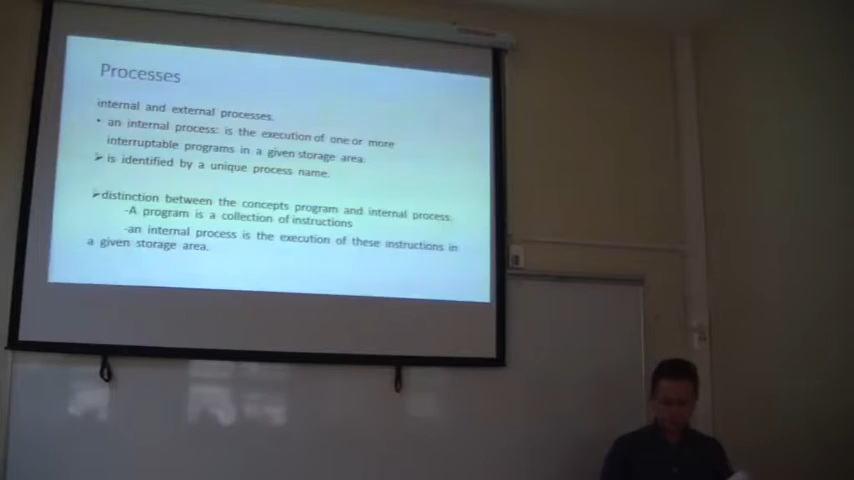 Processes
internal and external processes.
• an internal process: is the execution of one or more
interruptable programs in a given storage area.
➢ is identified by a unique process name.
➢ distinction between the concepts program and internal process:
-A program is a collection of instructions
-an internal process is the execution of these instructions in
a given storage area.